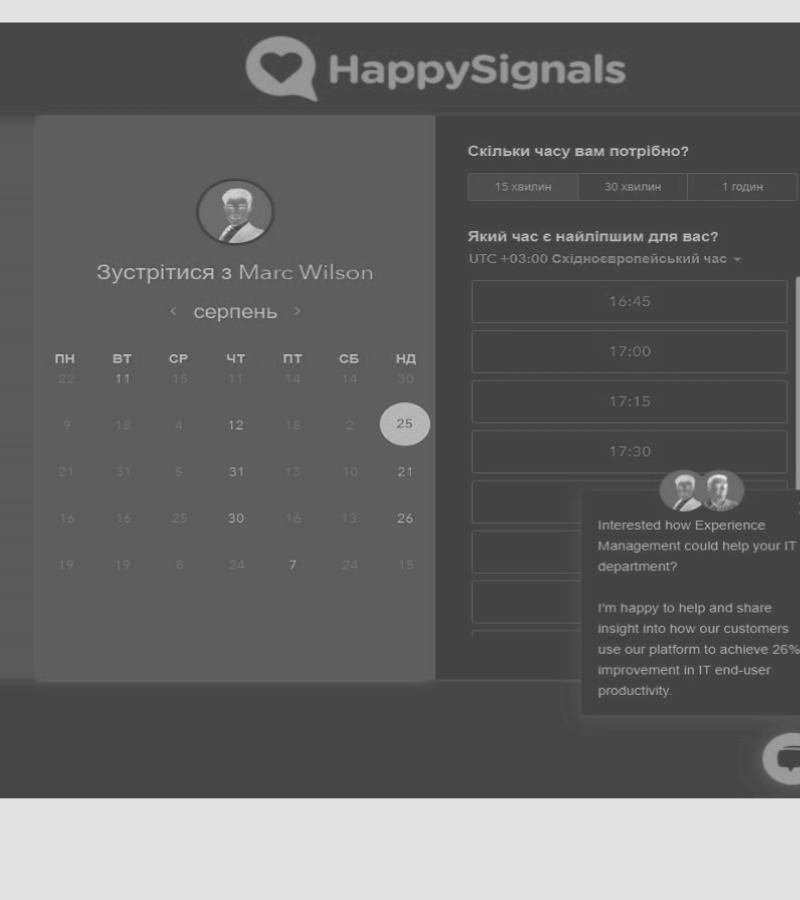 HappySignals
Зустрітися з Marc Wilson
серпень
ПН ВТ СР ЧТ ПТ СБ НД
22 11 15 11 14 14 30
9 18 4 12 18 2 25
21 31 5 31 13 10 21
16 16 25 30 16 13 26
19 19 8 24 7 24 15
Скільки часу вам потрібно?
15 хвилин 30 хвилин 1 годин
Який час є найліпшим для вас?
UTC +03:00 Східноєвропейський час
16:45
17:00
17:15
17:30
Interested how Experience
Management could help your IT
department?
I'm happy to help and share
insight into how our customers
use our platform to achieve 26%
improvement in IT end-user
productivity.